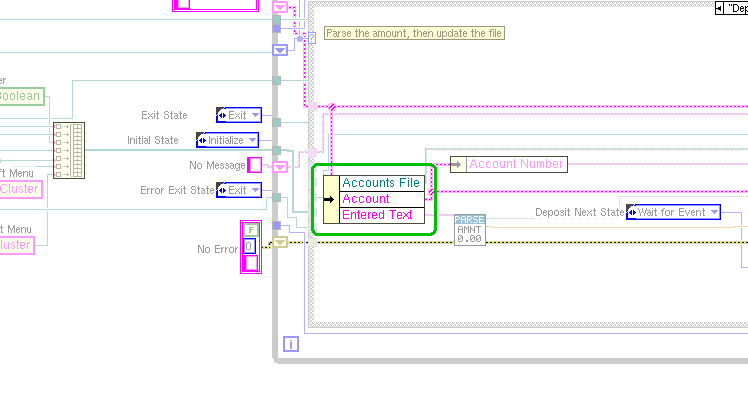 "Dep
Parse the amount, then update the file
?
Boolean
Exit State
Exit
Initial State
Initialize
ft Menu
No Message
Account Number
Cluster
Error Exit State
Exit
Accounts File
Account
Entered Text
Deposit Next State
Wait for Event
t Menu
PARSE
AMNT
0.00
Cluster
No Error
F
0
i